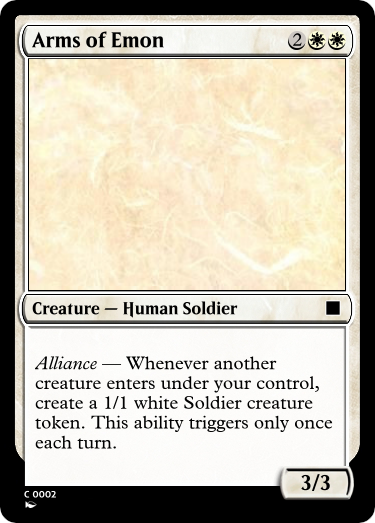 Arms of Emon 2
Creature — Human Soldier
Alliance — Whenever another
creature enters under your control,
create a 1/1 white Soldier creature
token. This ability triggers only once
each turn.
3/3
C 0002